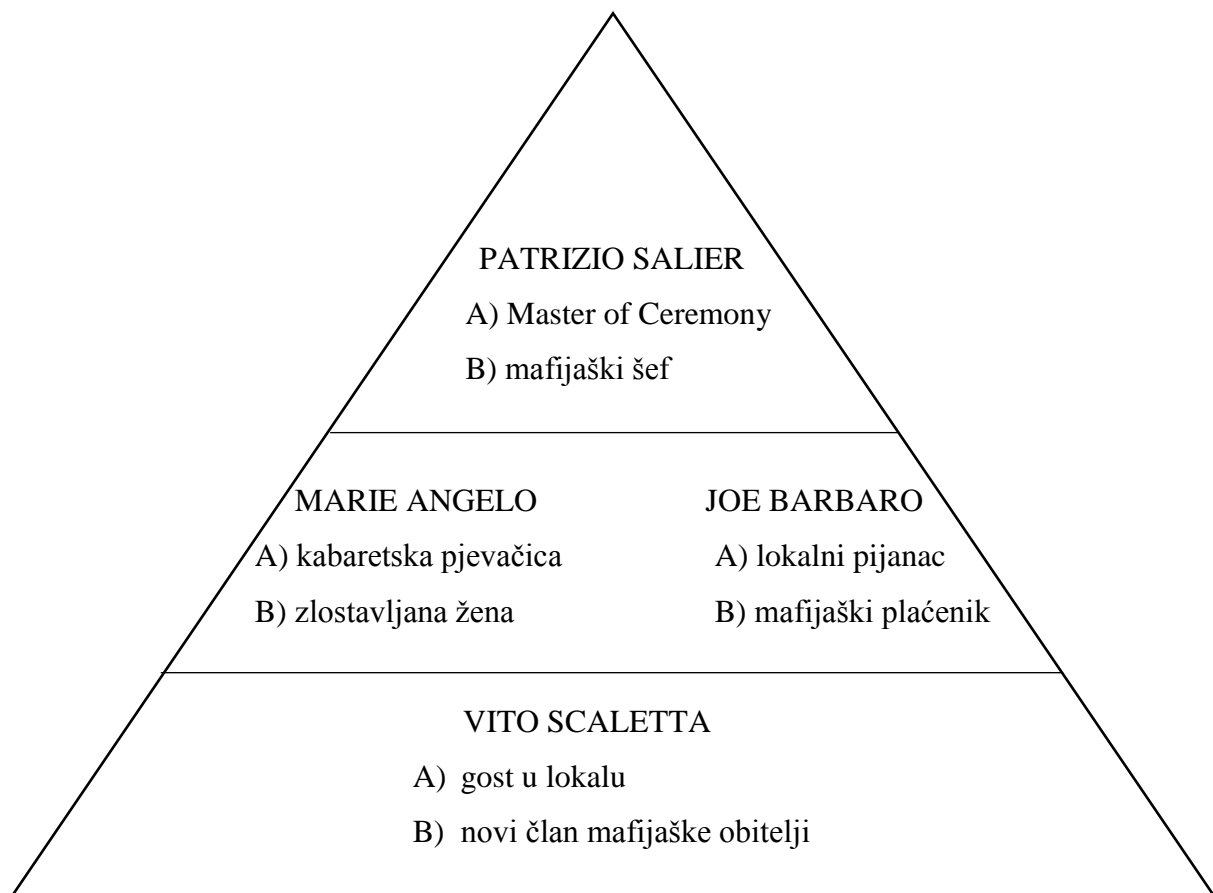 PATRIZIO SALIER
A) Master of Ceremony
B) mafijaški šef
MARIE ANGELO
A) kabaretska pjevačica
B) zlostavljana žena
JOE BARBARO
A) lokalni pijanac
B) mafijaški plaćenik
VITO SCALETTA
A) gost u lokalu
B) novi član mafijaške obitelji